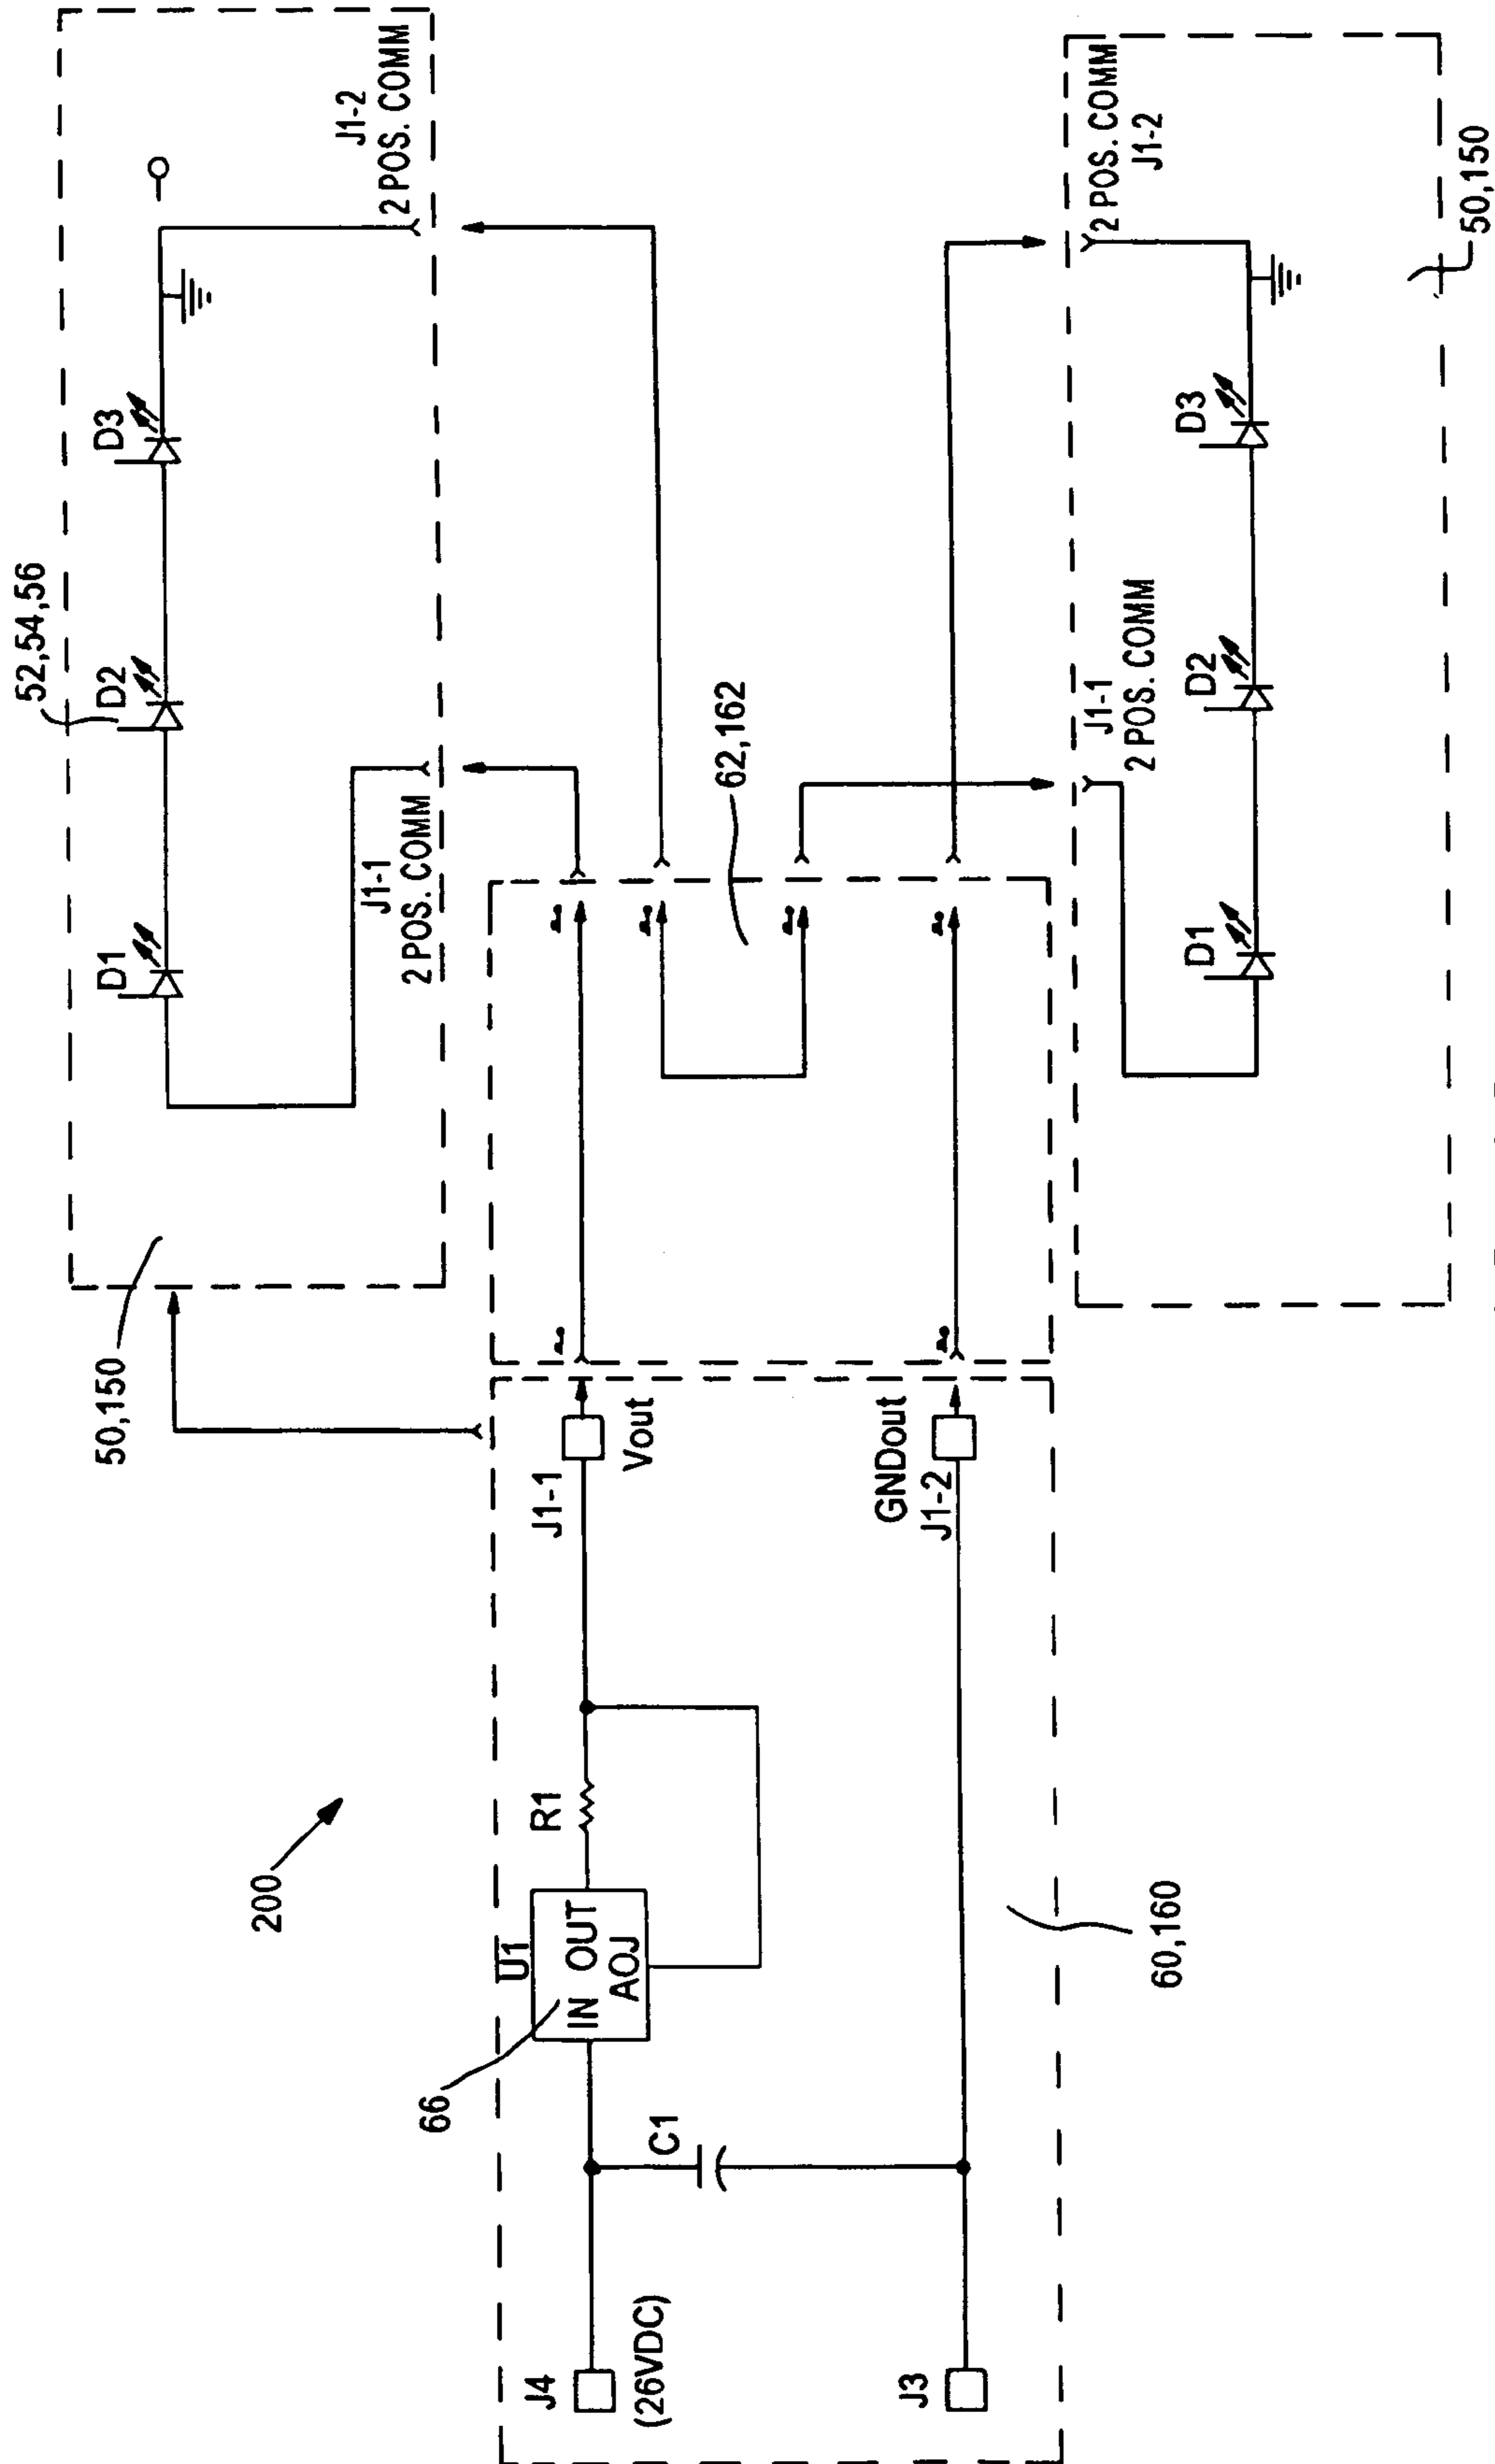 52,54,56
D1
D2
D3
J1-1
2 POS. COMM
J1-2
2 POS. COMM
50,150
200
66
U1
IN OUT
AOJ
R1
J1-1
Vout
62,162
J4
(26VDC)
C1
GNDout
J1-2
J3
60,160
J1-1
2 POS. COMM
2 POS. COMM
J1-2
D1
D2
D3
50,150